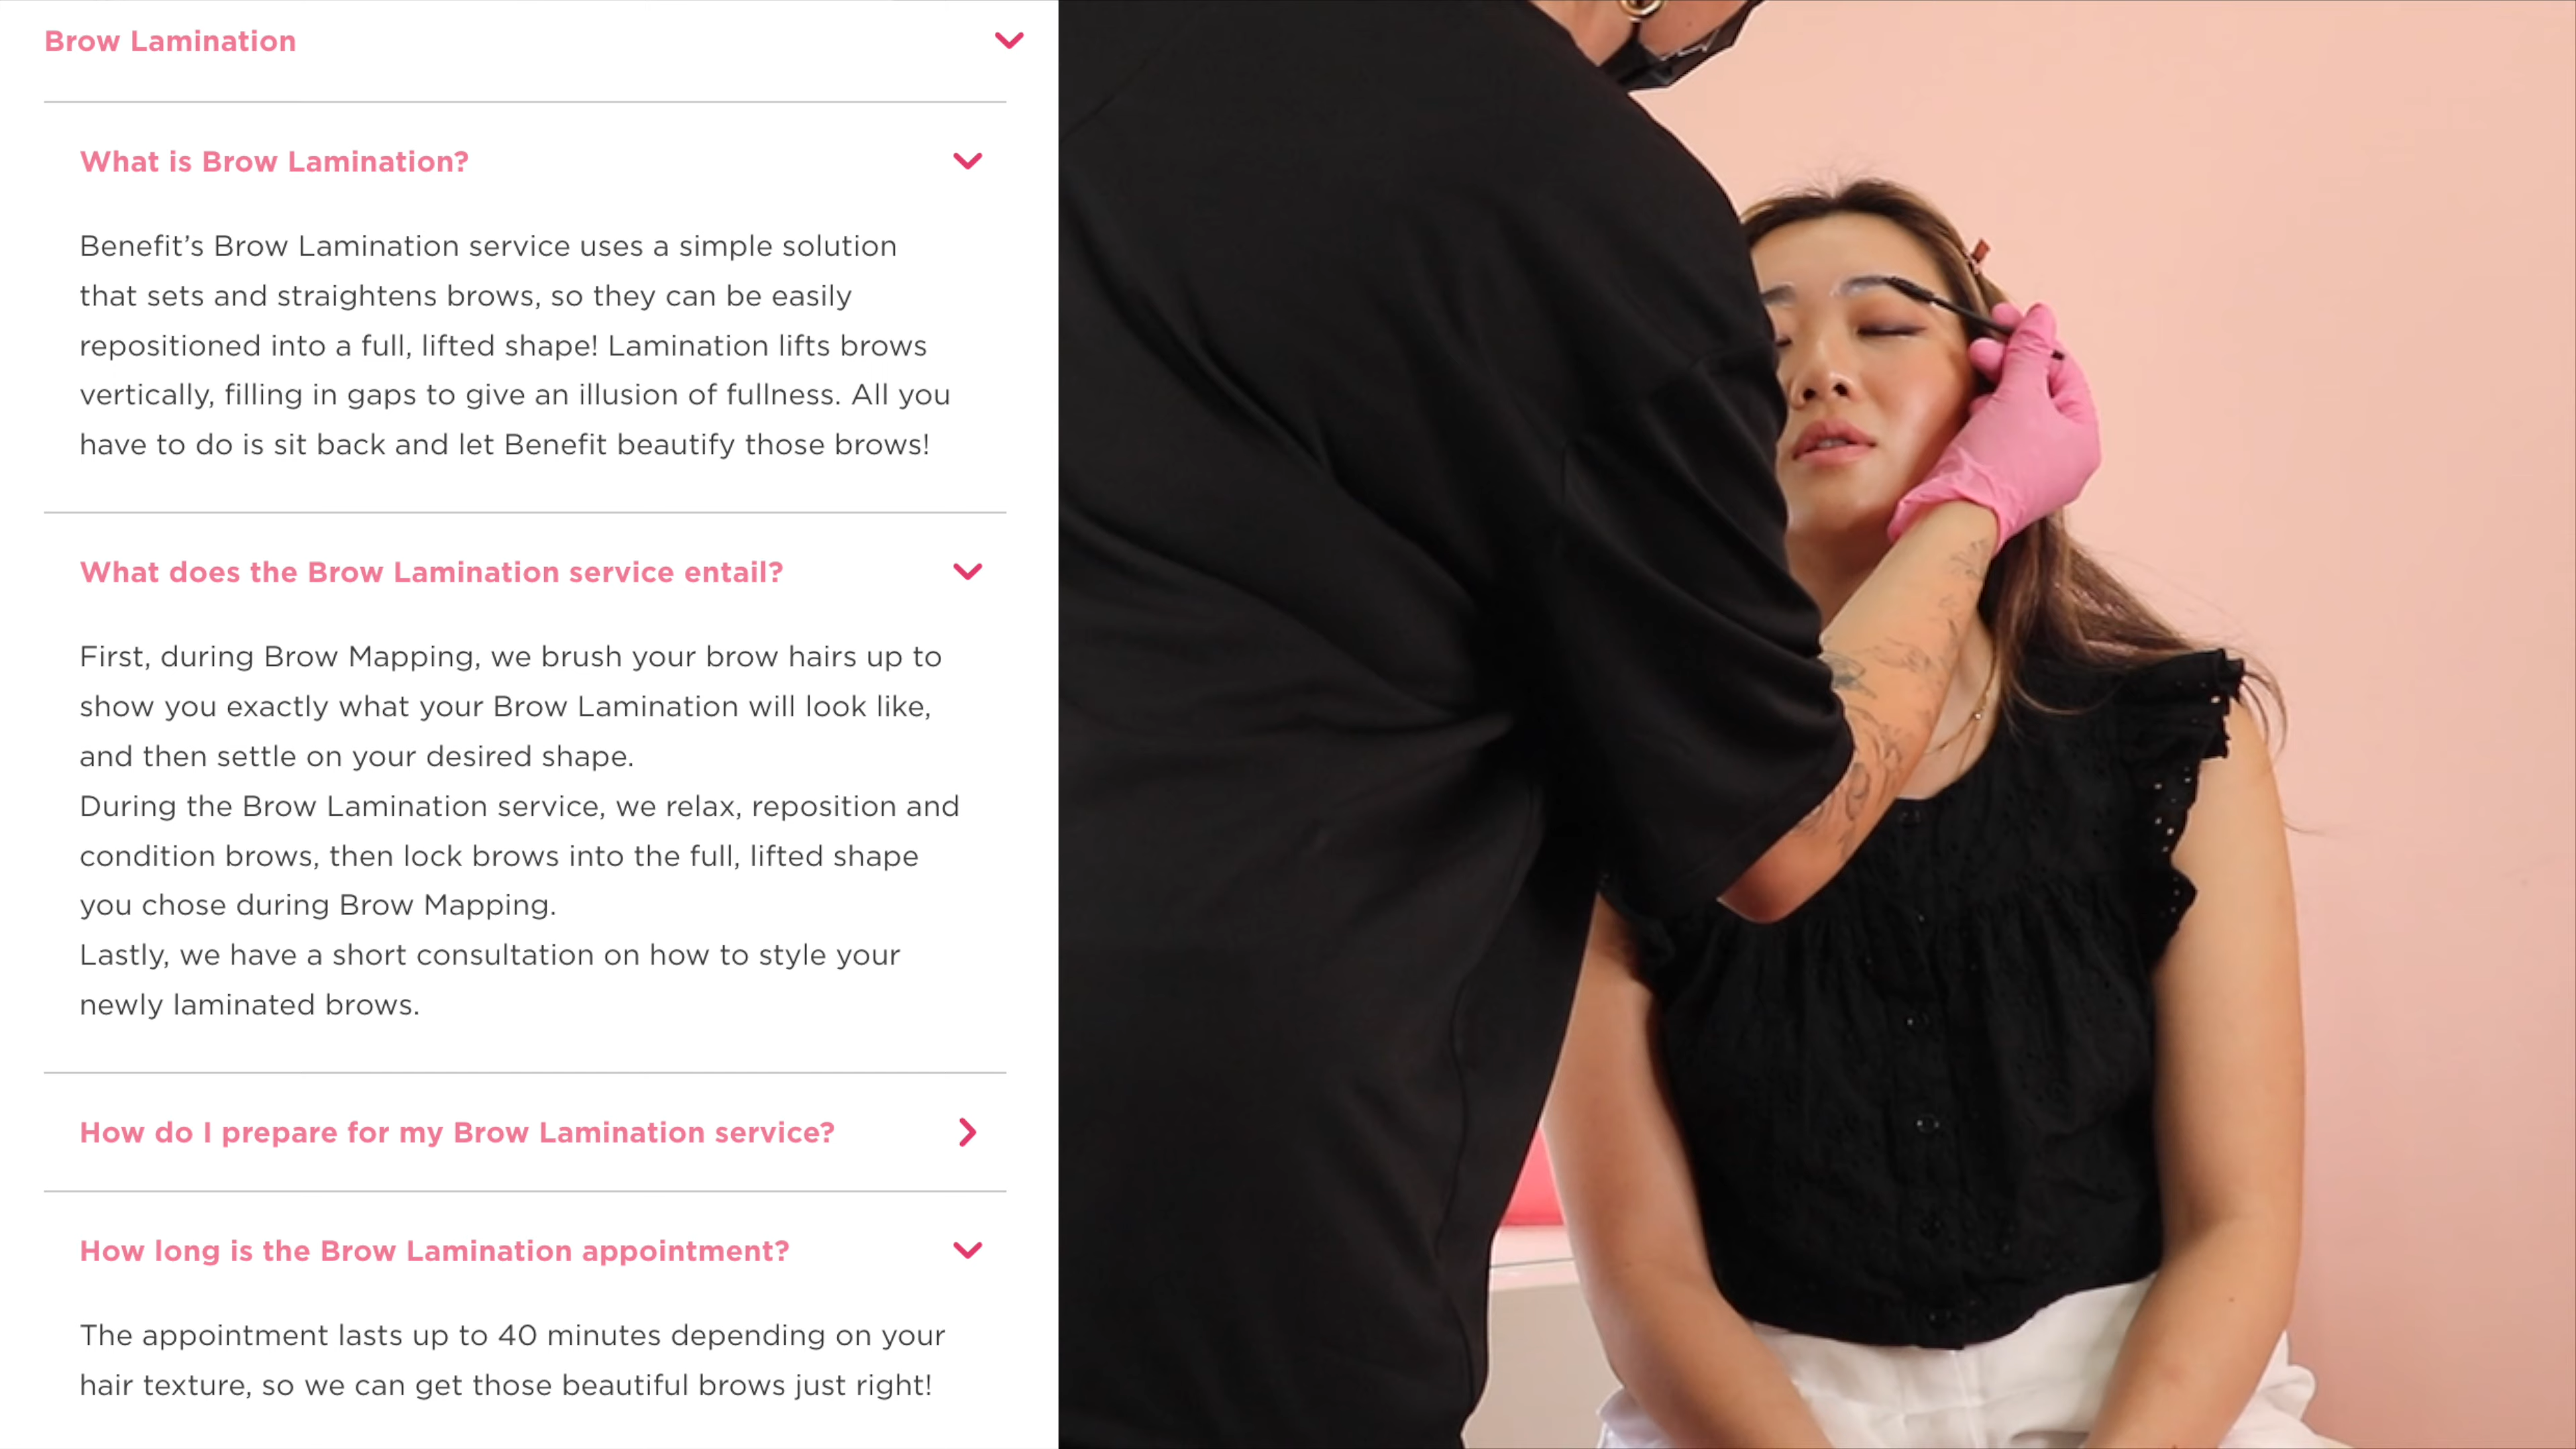 Brow Lamination
What is Brow Lamination?
Benefit’s Brow Lamination service uses a simple solution
that sets and straightens brows, so they can be easily
repositioned into a full, lifted shape! Lamination lifts brows
vertically, filling in gaps to give an illusion of fullness. All you
have to do is sit back and let Benefit beautify those brows!
What does the Brow Lamination service entail?
First, during Brow Mapping, we brush your brow hairs up to
show you exactly what your Brow Lamination will look like,
and then settle on your desired shape.
During the Brow Lamination service, we relax, reposition and
condition brows, then lock brows into the full, lifted shape
you chose during Brow Mapping.
Lastly, we have a short consultation on how to style your
newly laminated brows.
How do I prepare for my Brow Lamination service?
How long is the Brow Lamination appointment?
The appointment lasts up to 40 minutes depending on your
hair texture, so we can get those beautiful brows just right!